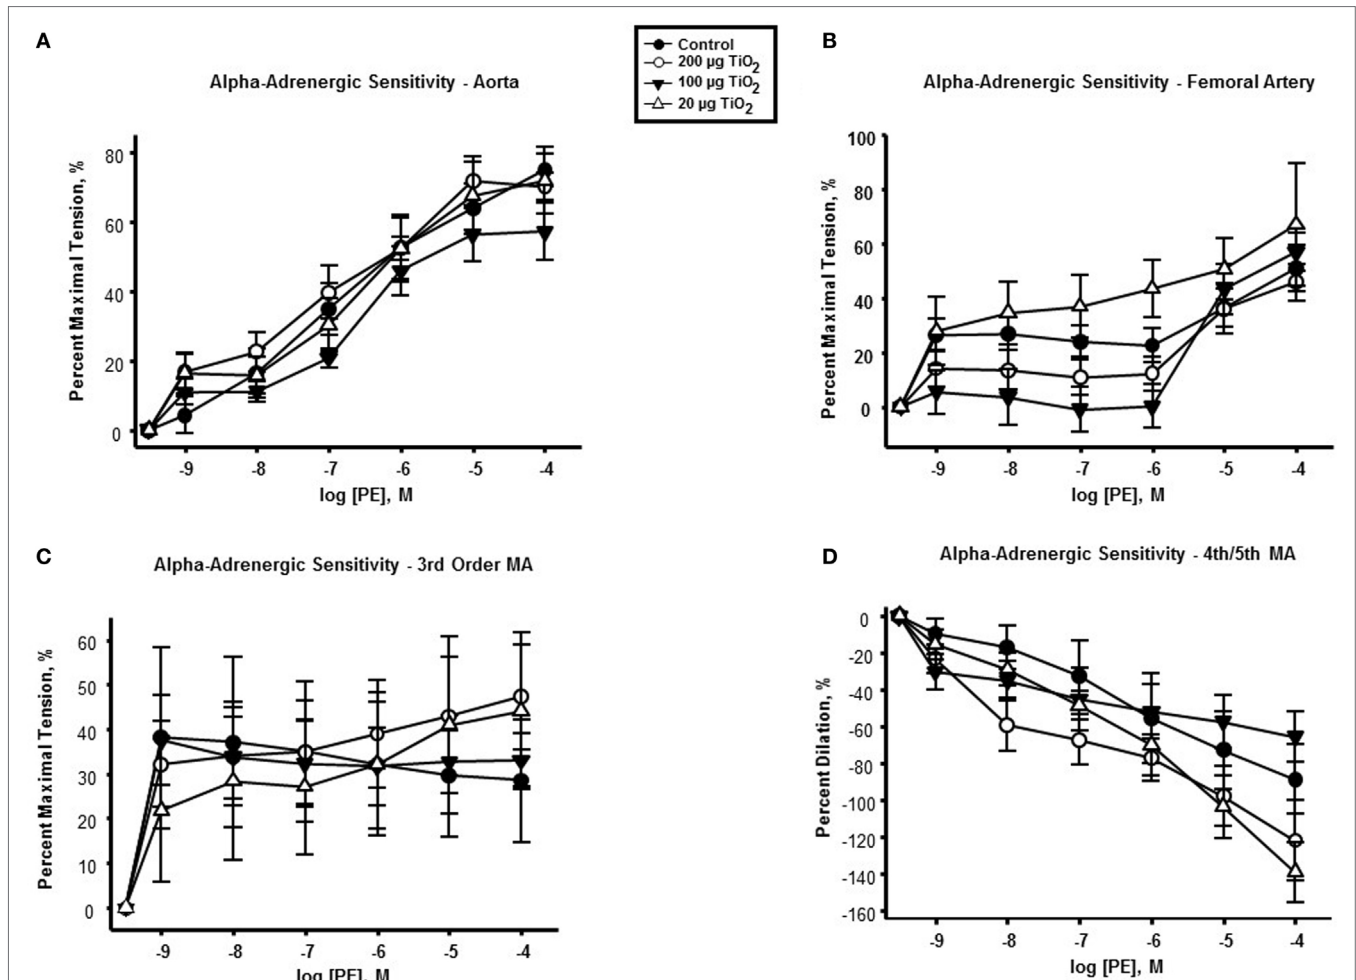 A
Alpha-Adrenergic Sensitivity - Aorta
Percent Maximal Tension, %
80
60
40
20
0
-9 -8 -7 -6 -5 -4
log [PE], M
Control
200 µg TiO2
100 µg TiO2
20 µg TiO2
B
Alpha-Adrenergic Sensitivity - Femoral Artery
Percent Maximal Tension, %
100
80
60
40
20
0
-9 -8 -7 -6 -5 -4
log [PE], M
C
Alpha-Adrenergic Sensitivity - 3rd Order MA
Percent Maximal Tension, %
60
50
40
30
20
10
0
-9 -8 -7 -6 -5 -4
log [PE], M
D
Alpha-Adrenergic Sensitivity - 4th/5th MA
Percent Dilation, %
0
-20
-40
-60
-80
-100
-120
-140
-160
-9 -8 -7 -6 -5 -4
log [PE], M